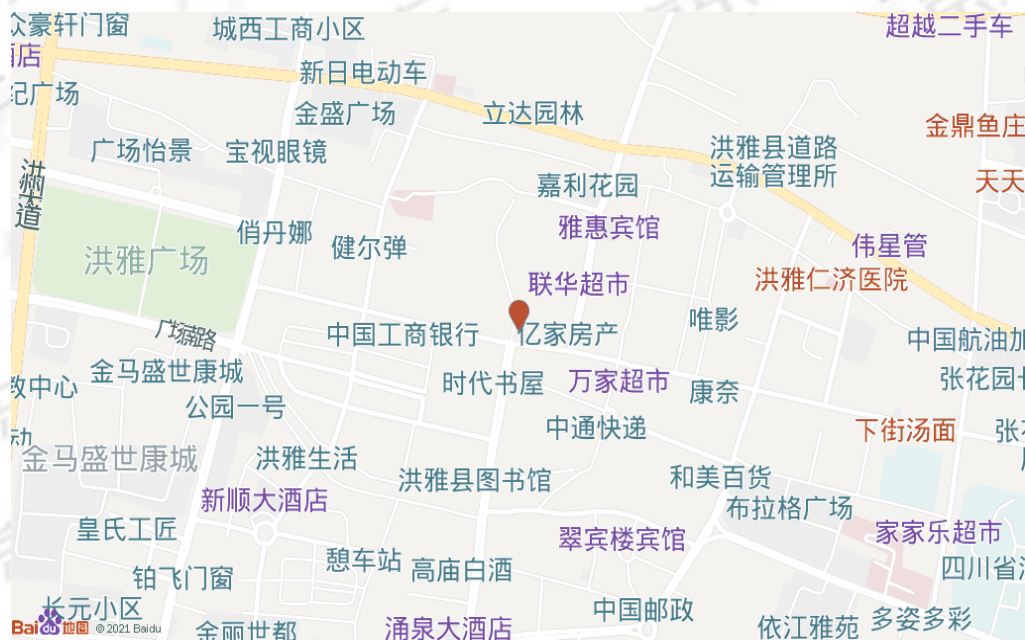 众豪轩门窗
城西工商小区
超越二手车
酒店
新日电动车
纪广场
金盛广场
立达园林
金鼎鱼庄
广场怡景
宝视眼镜
洪雅县道路
运输管理所
洪州大道
嘉利花园
天天
俏丹娜
健尔弹
雅惠宾馆
伟星管
洪雅广场
联华超市
洪雅仁济医院
广场南路
中国工商银行
亿家房产
唯影
中国航油加
教中心
金马盛世康城
时代书屋
万家超市
康奈
张花园
公园一号
中通快递
下街汤面
动
金马盛世康城
洪雅生活
洪雅县图书馆
和美百货
新顺大酒店
布拉格广场
皇氏工匠
翠宾楼宾馆
家家乐超市
憩车站
高庙白酒
四川省
铂飞门窗
长元小区
中国邮政
多姿多彩
Bai du 地图 © 2021 Baidu
金丽世都
涌泉大酒店
依江雅苑